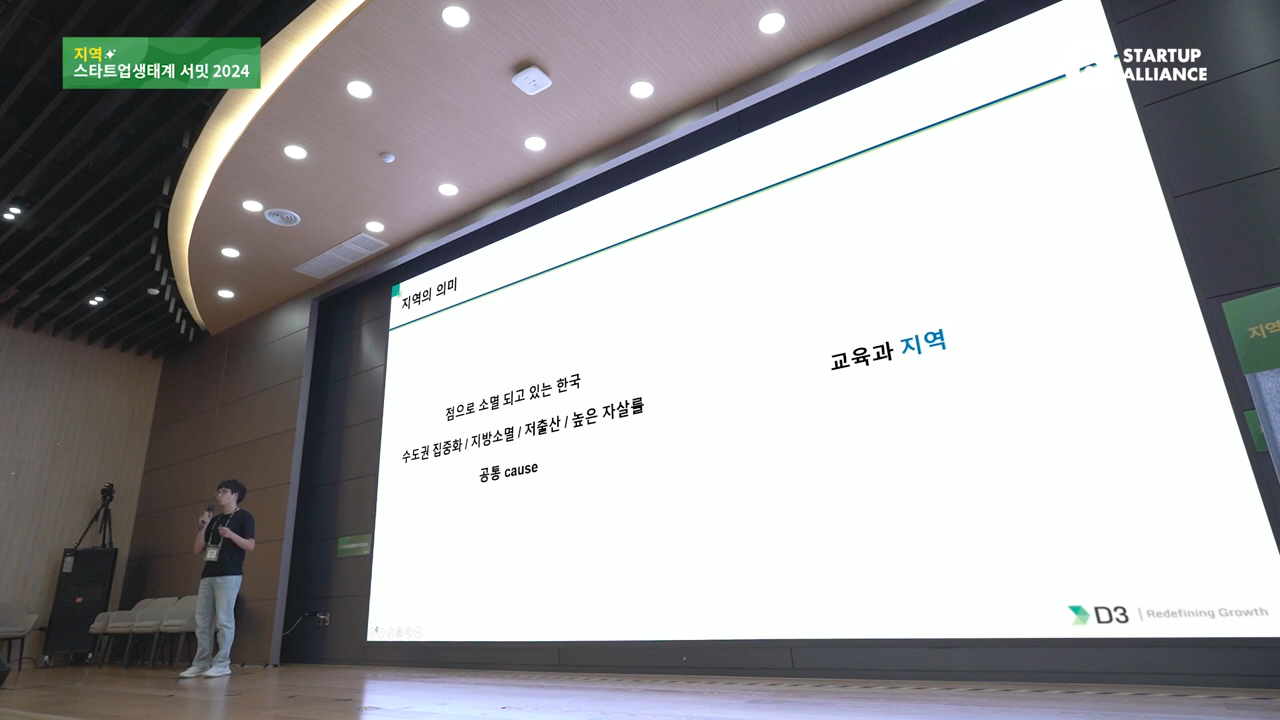 지역
스타트업생태계 서밋 2024
STARTUP
ALLIANCE
지역의 의미
점으로 소멸 되고 있는 한국
수도권 집중화 / 지방소멸 / 저출산 / 높은 자살률
공통 cause
교육과 지역
D3 | Redefining Growth
지역